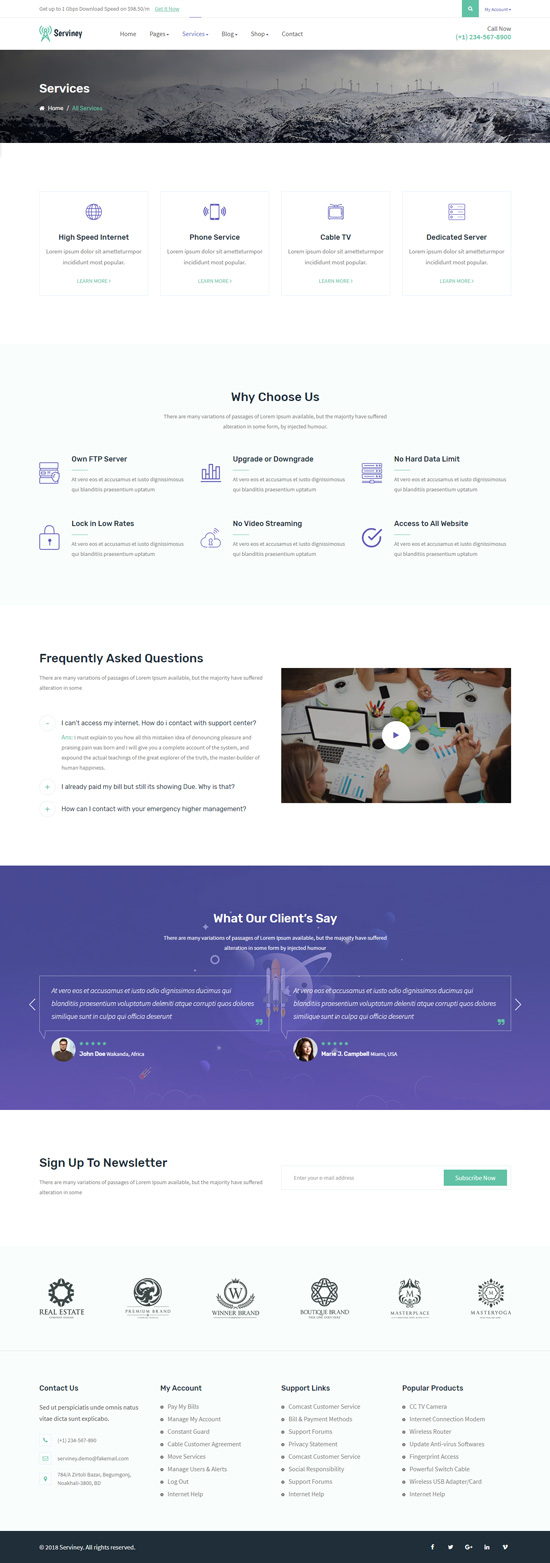 Get up to 1 Gbps Download Speed on $98.50/m Get It Now
My Account
Serviney
Home Pages Services Blog Shop Contact
Call Now
(+1) 234-567-8900
Services
Home / All Services
High Speed Internet
Lorem ipsum dolor sit ametteturmpor
incididunt most popular.
LEARN MORE >
Phone Service
Lorem ipsum dolor sit ametteturmpor
incididunt most popular.
LEARN MORE >
Cable TV
Lorem ipsum dolor sit ametteturmpor
incididunt most popular.
LEARN MORE >
Dedicated Server
Lorem ipsum dolor sit ametteturmpor
incididunt most popular.
LEARN MORE >
Why Choose Us
There are many variations of passages of Lorem Ipsum available, but the majority have suffered
alteration in some form, by injected humour.
Own FTP Server
At vero eos et accusamus et iusto dignissimosus
qui blanditiis praesentium uptatum
Upgrade or Downgrade
At vero eos et accusamus et iusto dignissimosus
qui blanditiis praesentium uptatum
No Hard Data Limit
At vero eos et accusamus et iusto dignissimosus
qui blanditiis praesentium uptatum
Lock in Low Rates
At vero eos et accusamus et iusto dignissimosus
qui blanditiis praesentium uptatum
No Video Streaming
At vero eos et accusamus et iusto dignissimosus
qui blanditiis praesentium uptatum
Access to All Website
At vero eos et accusamus et iusto dignissimosus
qui blanditiis praesentium uptatum
Frequently Asked Questions
There are many variations of passages of Lorem Ipsum available, but the majority have suffered
alteration in some
- I can't access my internet. How do i contact with support center?
Ans: I must explain to you how all this mistaken idea of denouncing pleasure and
praising pain was born and I will give you a complete account of the system, and
expound the actual teachings of the great explorer of the truth, the master-builder of
human happiness.
+ I already paid my bill but still its showing Due. Why is that?
+ How can I contact with your emergency higher management?
What Our Client's Say
There are many variations of passages of Lorem Ipsum available, but the majority have suffered
alteration in some form, by injected humour
At vero eos et accusamus et iusto odio dignissimos ducimus qui
blanditiis praesentium voluptatum deleniti atque corrupti quos dolores
similique sunt in culpa qui officia deserunt
John Doe Wakanda, Africa
At vero eos et accusamus et iusto odio dignissimos ducimus qui
blanditiis praesentium voluptatum deleniti atque corrupti quos dolores
similique sunt in culpa qui officia deserunt
Marie J. Campbell Miami, USA
Sign Up To Newsletter
There are many variations of passages of Lorem Ipsum available, but the majority have suffered
alteration in some
Enter your e-mail address
Subscribe Now
REAL ESTATE
PREMIUM BRAND
W
WINNER BRAND
BOUTIQUE BRAND
M
MASTERPLACE
M
MASTERYOGA
Contact Us
Sed ut perspiciatis unde omnis natus
vitae dicta sunt explicabo.
(+1) 234-567-890
serviney.demo@fakemail.com
784/A Zirtoli Bazar, Begumgonj,
Noakhali-3800, BD
My Account
Pay My Bills
Manage My Account
Constant Guard
Cable Customer Agreement
Move Services
Manage Users & Alerts
Log Out
Internet Help
Support Links
Comcast Customer Service
Bill & Payment Methods
Support Forums
Privacy Statement
Comcast Customer Service
Social Responsibility
Support Forums
Internet Help
Popular Products
CC TV Camera
Internet Connection Modem
Wireless Router
Update Anti-virus Softwares
Fingerprint Access
Powerful Switch Cable
Wireless USB Adapter/Card
Internet Help
© 2018 Serviney. All rights reserved.